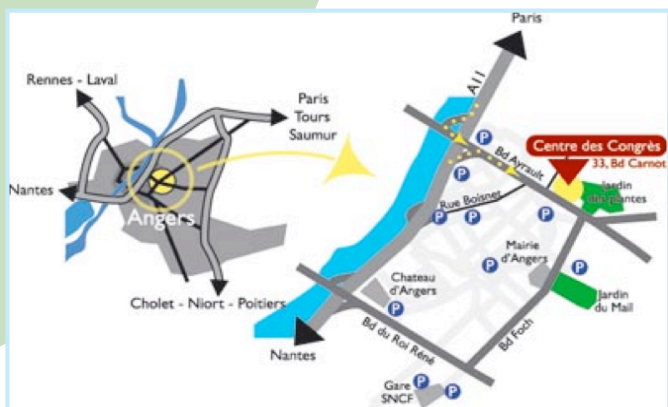 Rennes - Laval
Paris
Tours
Saumur
Nantes
Angers
Cholet - Niort - Poitiers
Paris
A11
P
Bd Ayrault
Centre des Congrès
33, Bd Carnot
Jardin
des plantes
P
Rue Boisnet
P
P
P
Mairie
d'Angers
P
P
Chateau
d'Angers
P
Jardin
du Mail
Bd Foch
Nantes
Bd du Roi Réné
Gare
SNCF
P
P
P